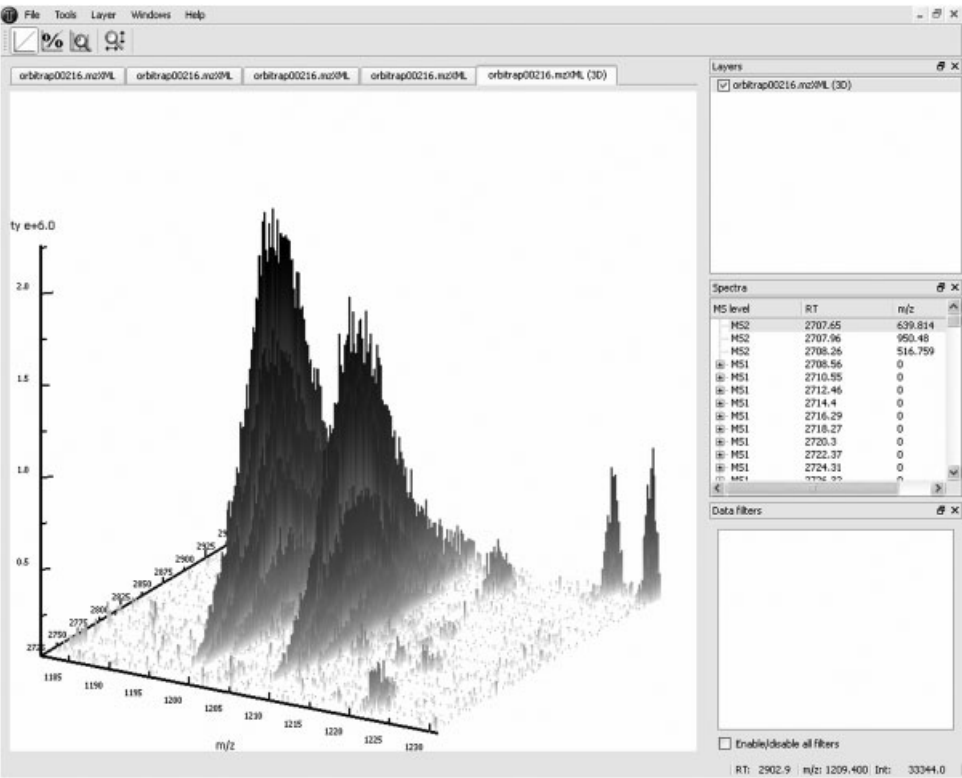 File Tools Layer Windows Help
orbitrap00216.mzXML orbitrap00216.mzXML orbitrap00216.mzXML orbitrap00216.mzXML orbitrap00216.mzXML (3D)
Layers
orbitrap00216.mzXML (3D)
ty e+6.0
2.0
1.5
1.0
0.5
2925
2900
2875
2850
2825
2775
2750
1185
1190
1195
1200
1205
1210
1215
1220
1225
1230
m/z
Spectra
MS level RT m/z
MS2 2707.65 639.814
MS2 2707.96 950.48
MS2 2708.26 516.759
MS1 2708.56 0
MS1 2710.55 0
MS1 2712.46 0
MS1 2714.4 0
MS1 2716.29 0
MS1 2718.27 0
MS1 2720.3 0
MS1 2722.37 0
MS1 2724.31 0
Data filters
Enable/disable all filters
RT: 2902.9 m/z: 1209.400 Int: 33344.0